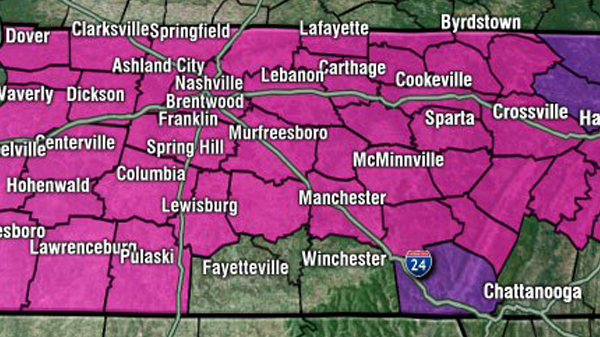 Byrdstown
Clarksville Springfield
Lafayette
Dover
Ashland City
Lebanon
Carthage
Cookeville
Nashville
Waverly
Dickson
Brentwood
Crossville
Franklin
Sparta
Ha
Murfreesboro
Centerville
elville
Spring Hill
McMinnville
Columbia
Hohenwald
Manchester
Lewisburg
esboro
Lawrenceburg
Pulaski
Fayetteville
Winchester
24
Chattanooga